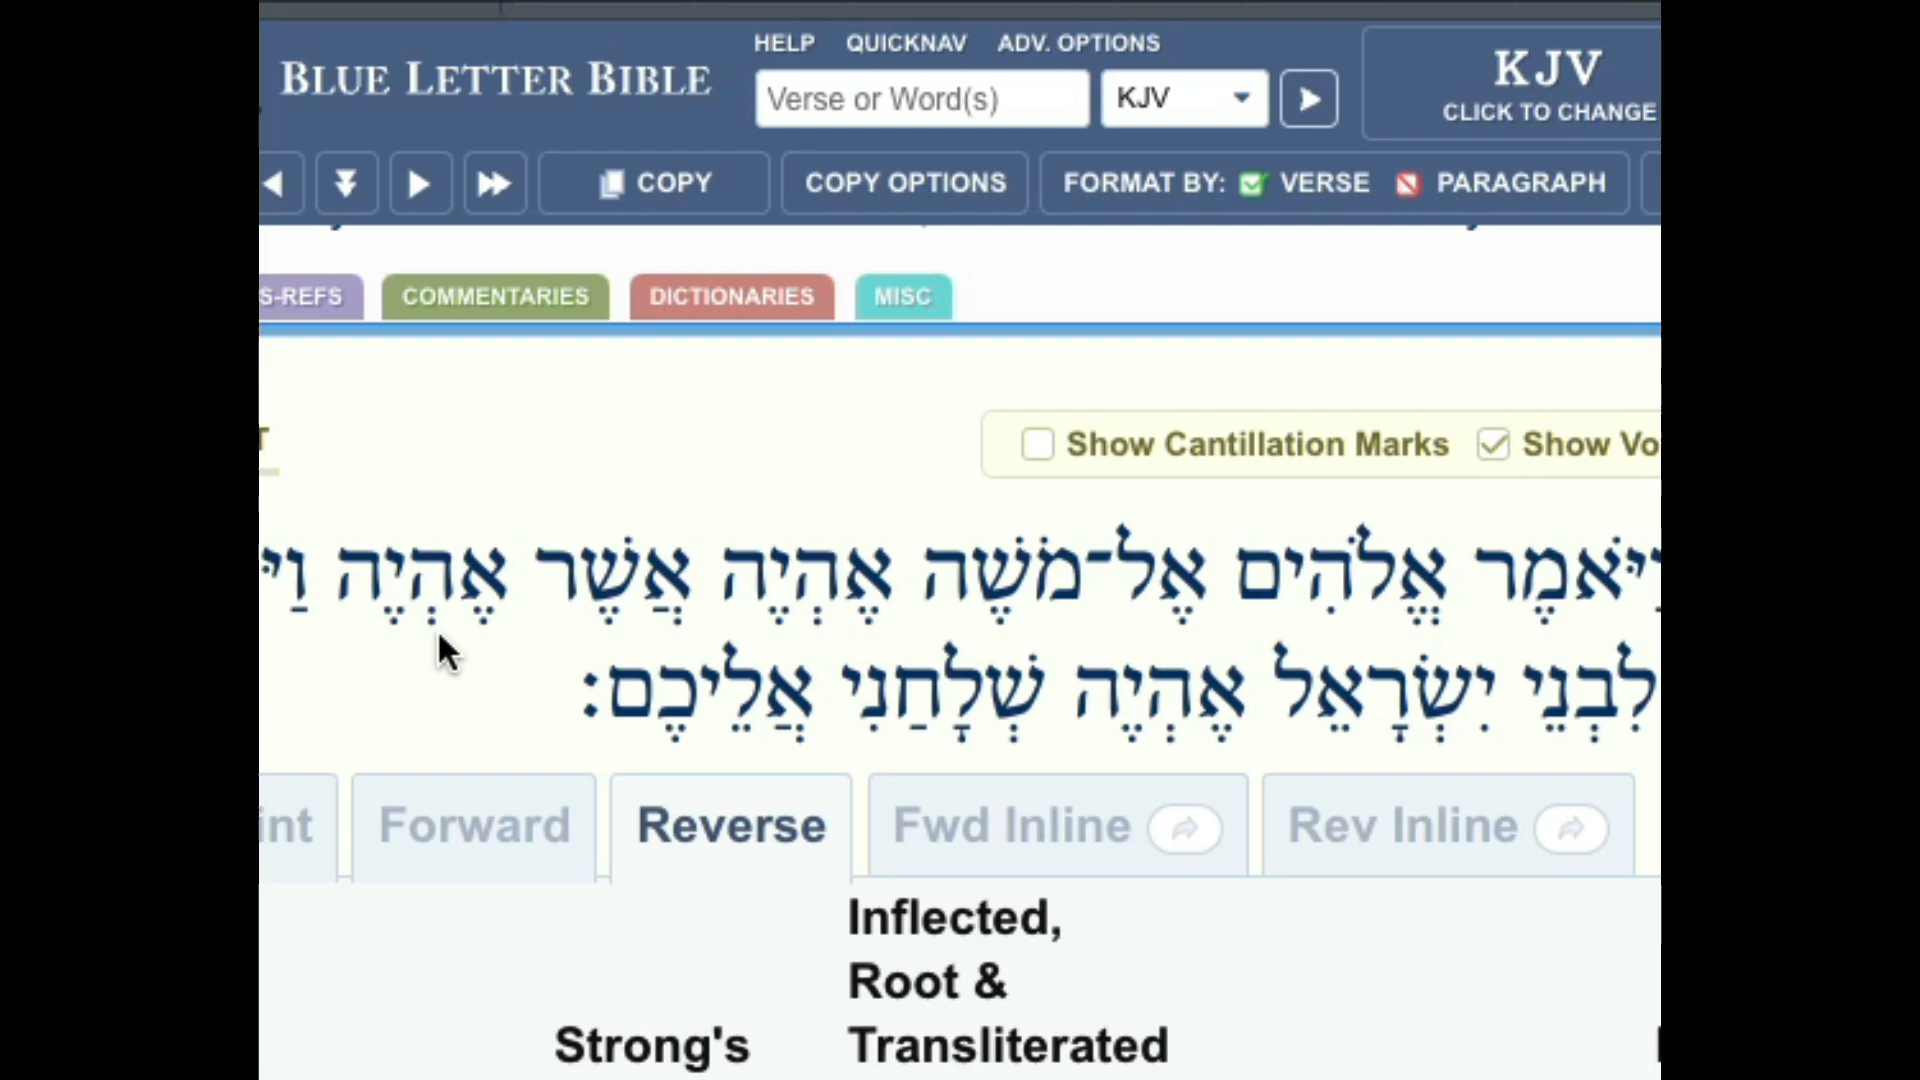 HELP QUICKNAV ADV. OPTIONS
BLUE LETTER BIBLE
Verse or Word(s) KJV
KJV
CLICK TO CHANGE
COPY COPY OPTIONS FORMAT BY: VERSE PARAGRAPH
S-REFS COMMENTARIES DICTIONARIES MISC
Show Cantillation Marks Show Vo
וַיֹּאמֶר אֱלֹהִים אֶל־מֹשֶׁה אֶהְיֶה אֲשֶׁר אֶהְיֶה וַיּ
לִבְנֵי יִשְׂרָאֵל אֶהְיֶה שְׁלָחַנִי אֲלֵיכֶם׃
int Forward Reverse Fwd Inline Rev Inline
Inflected,
Root &
Strong's Transliterated